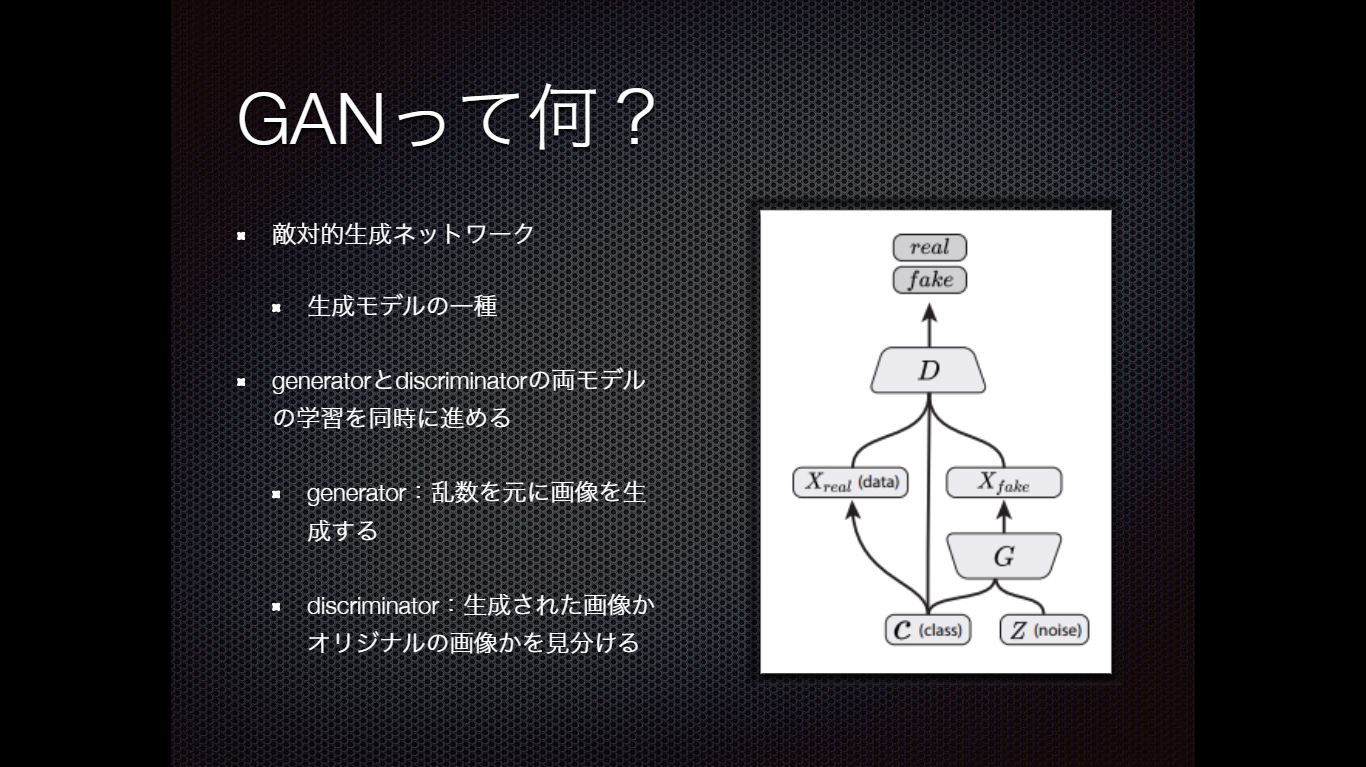 GANって何？
敵対的生成ネットワーク
生成モデルの一種
generatorとdiscriminatorの両モデル
の学習を同時に進める
generator：乱数を元に画像を生
成する
discriminator：生成された画像か
オリジナルの画像かを見分ける
real
fake
D
X_real (data)
X_fake
G
C (class)
Z (noise)